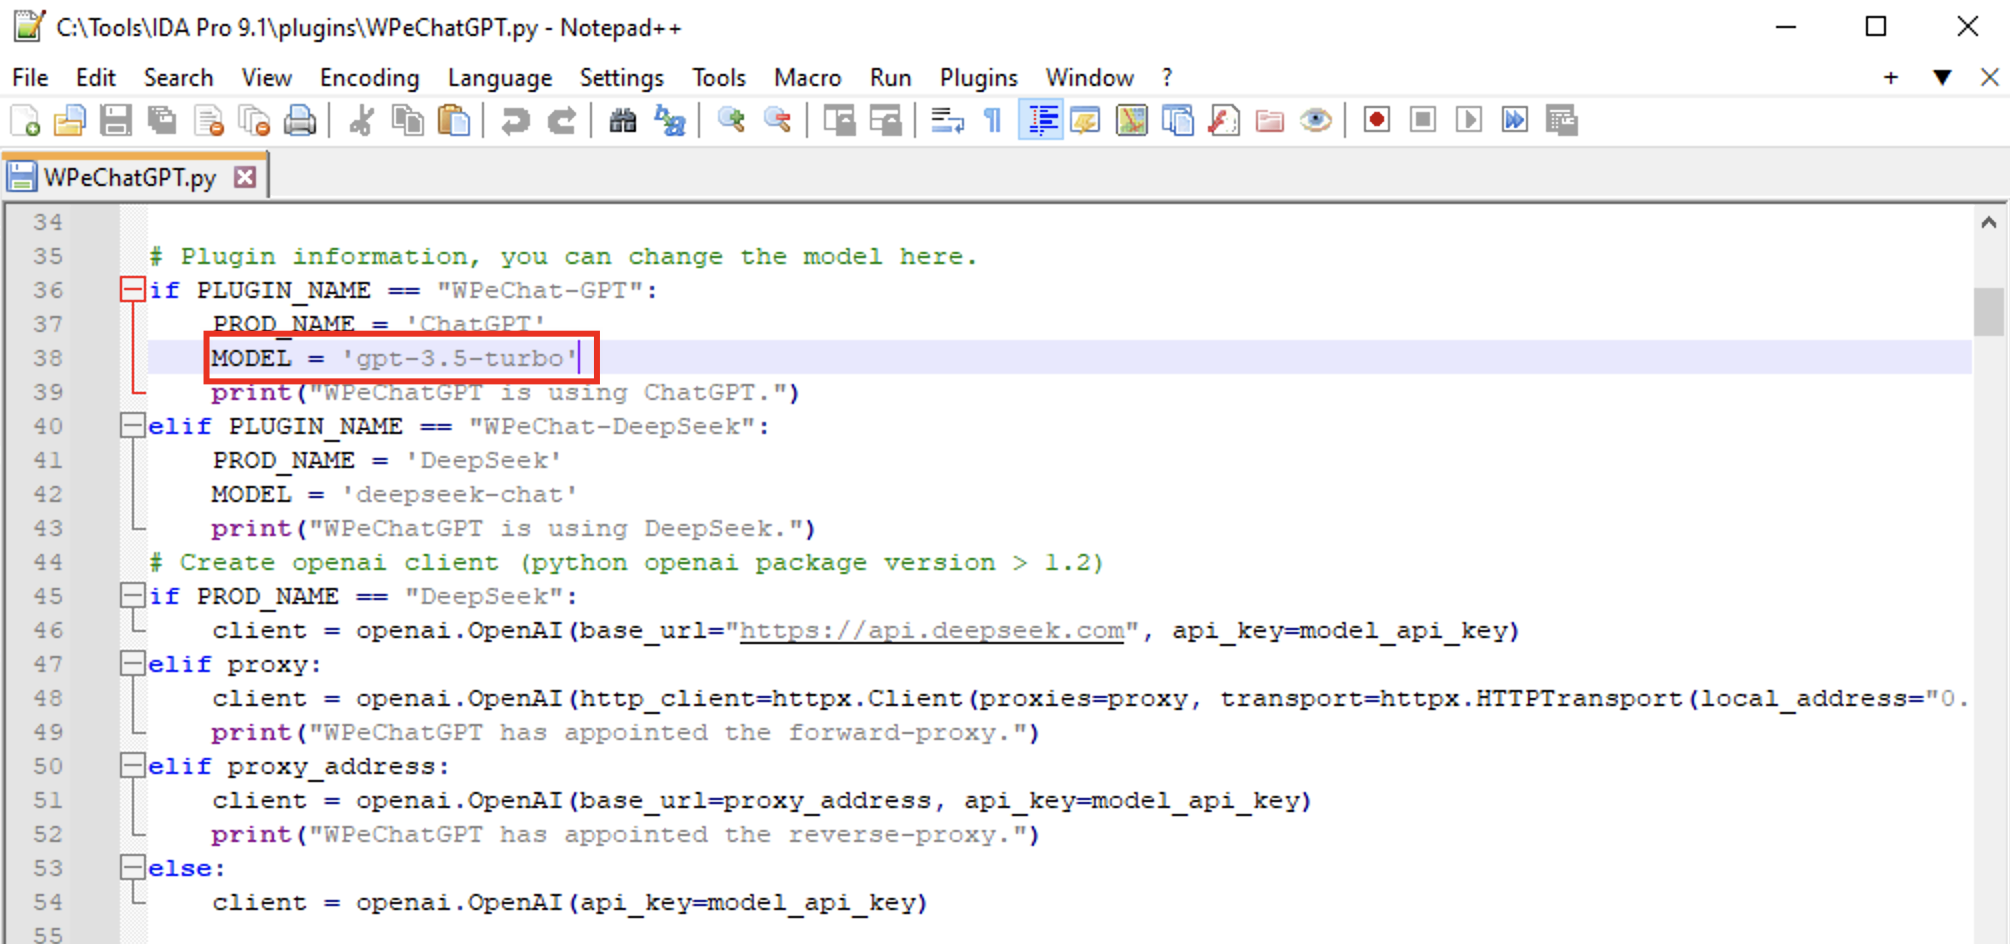 C:\Tools\IDA Pro 9.1\plugins\WPeChatGPT.py - Notepad++
File Edit Search View Encoding Language Settings Tools Macro Run Plugins Window ?
WPeChatGPT.py
34
35 # Plugin information, you can change the model here.
36 if PLUGIN_NAME == "WPeChat-GPT":
37     PROD_NAME = 'ChatGPT'
38     MODEL = 'gpt-3.5-turbo'
39     print("WPeChatGPT is using ChatGPT.")
40 elif PLUGIN_NAME == "WPeChat-DeepSeek":
41     PROD_NAME = 'DeepSeek'
42     MODEL = 'deepseek-chat'
43     print("WPeChatGPT is using DeepSeek.")
44 # Create openai client (python openai package version > 1.2)
45 if PROD_NAME == "DeepSeek":
46     client = openai.OpenAI(base_url="https://api.deepseek.com", api_key=model_api_key)
47 elif proxy:
48     client = openai.OpenAI(http_client=httpx.Client(proxies=proxy, transport=httpx.HTTPTransport(local_address="0.
49     print("WPeChatGPT has appointed the forward-proxy.")
50 elif proxy_address:
51     client = openai.OpenAI(base_url=proxy_address, api_key=model_api_key)
52     print("WPeChatGPT has appointed the reverse-proxy.")
53 else:
54     client = openai.OpenAI(api_key=model_api_key)
55